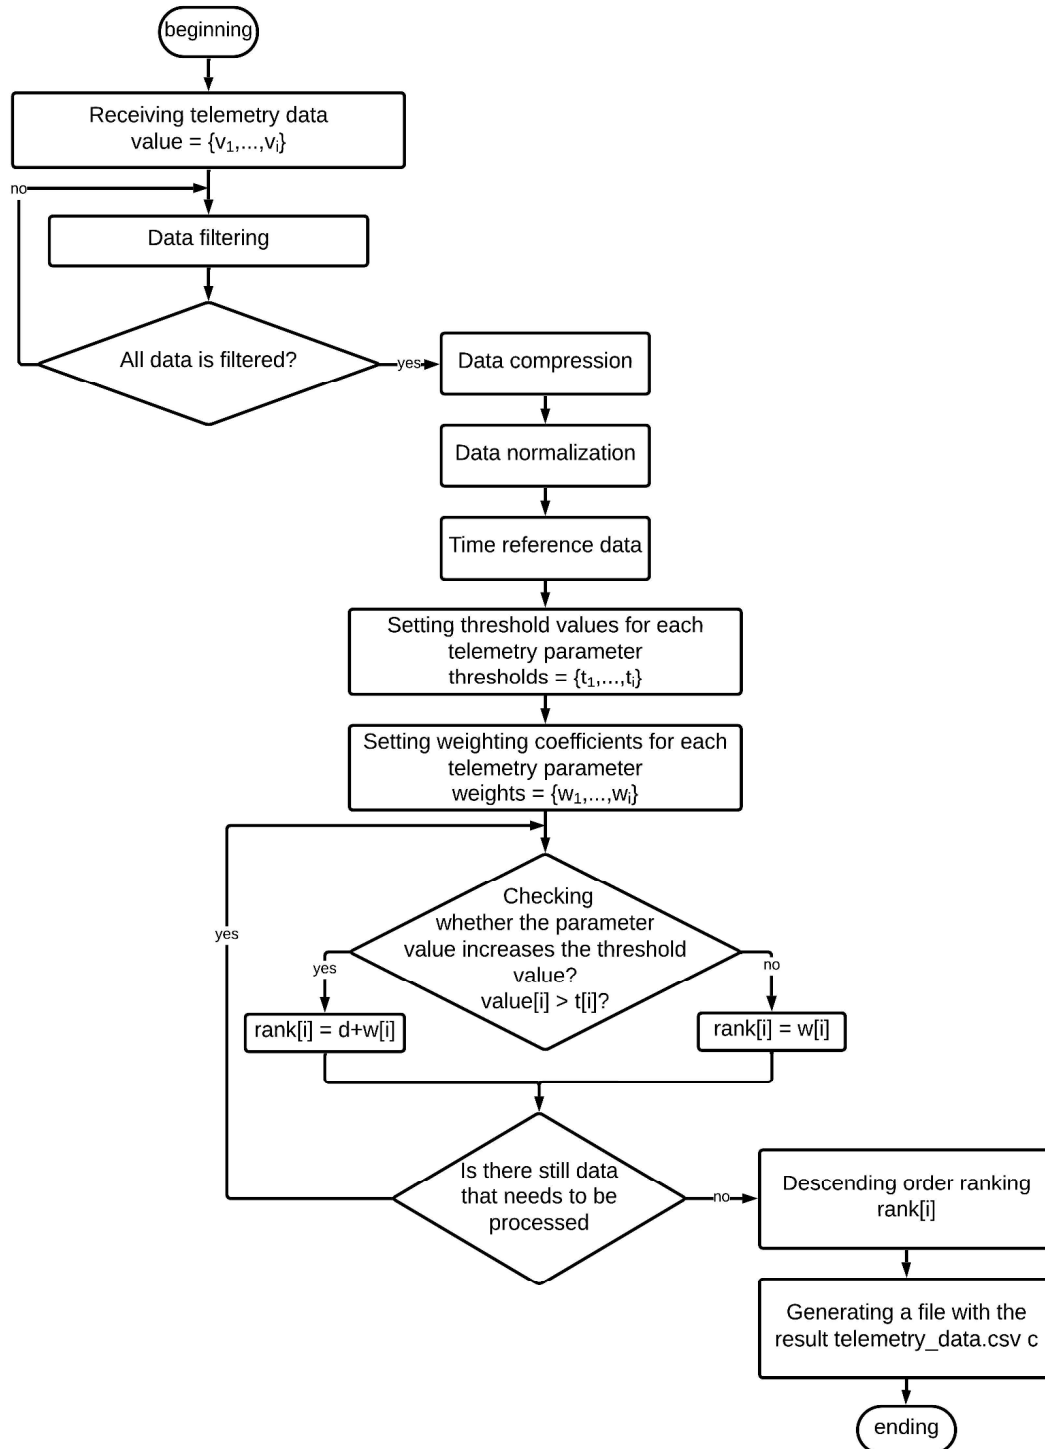 beginning
Receiving telemetry data
value = {v₁,...,vᵢ}
no
Data filtering
All data is filtered?
yes
Data compression
Data normalization
Time reference data
Setting threshold values for each
telemetry parameter
thresholds = {t₁,...,tᵢ}
Setting weighting coefficients for each
telemetry parameter
weights = {w₁,...,wᵢ}
Checking
whether the parameter
value increases the threshold
value?
value[i] > t[i]?
yes
yes
no
rank[i] = d+w[i]
rank[i] = w[i]
Is there still data
that needs to be
processed
no
Descending order ranking
rank[i]
Generating a file with the
result telemetry_data.csv c
ending